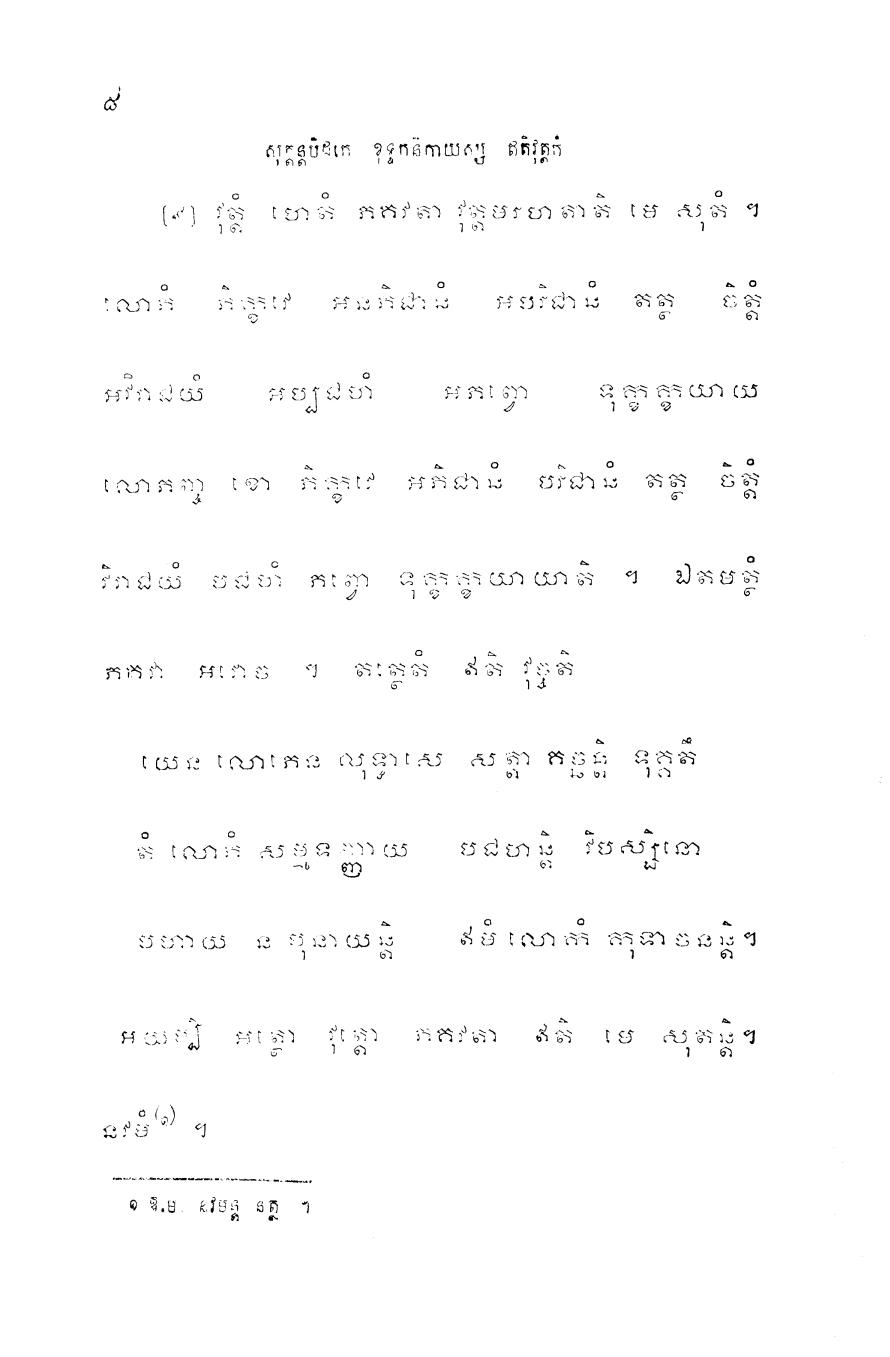 ៨
សុត្តន្តបិដកេ ខុទ្ទកនិកាយស្ស ឥតិវុត្តកំ
(៩) វុត្តំ ហេតំ ភគវតា វុត្តមរហតាតិ មេ សុតំ ។
លោភំ ភិក្ខវេ អនភិជានំ អបរិជានំ តត្ថ ចិត្តំ
អវិរាជយំ អប្បជហំ អភព្វោ ទុក្ខក្ខយាយ
លោភញ្ច ខោ ភិក្ខវេ អភិជានំ បរិជានំ តត្ថ ចិត្តំ
វិរាជយំ បជហំ ភព្វោ ទុក្ខក្ខយាយាតិ ។ ឯតមត្ថំ
ភគវា អវោច ។ តត្ថេតំ ឥតិ វុច្ចតិ
យេន លោភេន លុទ្ធាសេ សត្តា គច្ឆន្តិ ទុគ្គតឹ
តំ លោភំ សម្មទញ្ញាយ បជហន្តិ វិបស្សិនោ
បហាយ ន បុនាយន្តិ ឥមំ លោកំ កុទាចនន្តិ។
អយម្បិ អត្ថោ វុត្តោ ភគវតា ឥតិ មេ សុតន្តិ។
នវមំ(១) ។
១ ឱ.ម. នវមន្តិ នត្ថិ ។